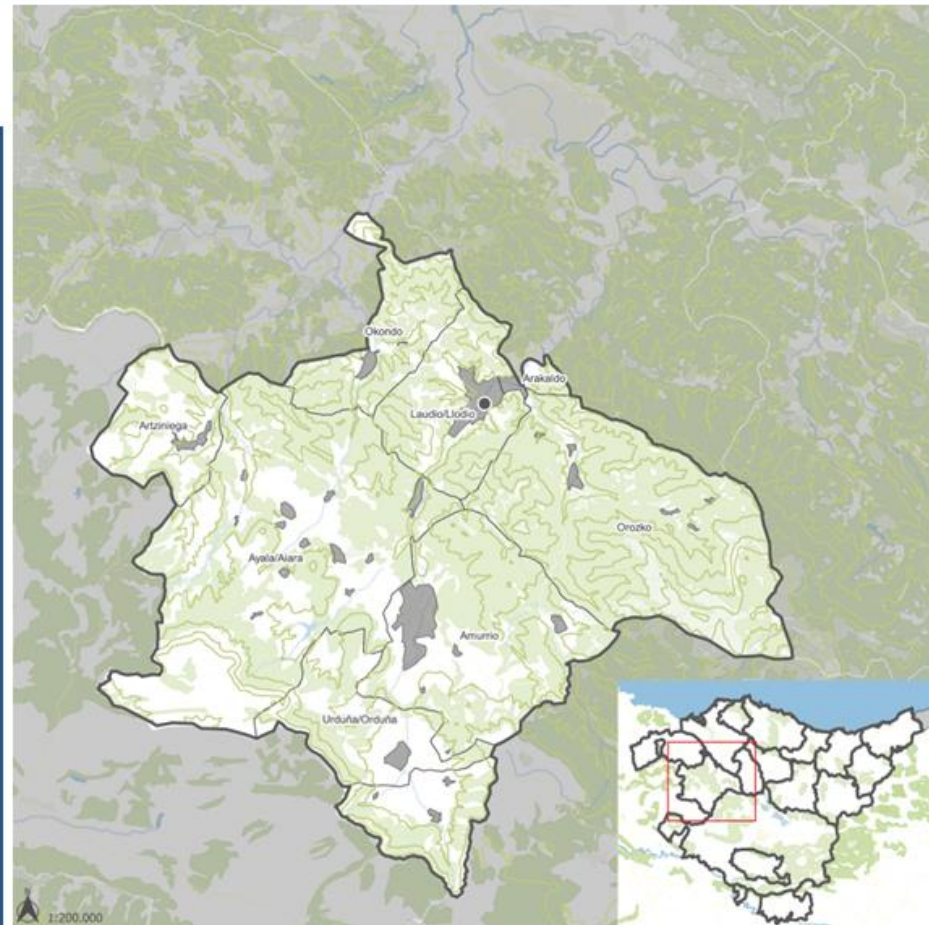 Okondo
Arakaldo
Laudio/Llodio
Artziniega
Orozko
Ayala/Aiara
Amurrio
Urduña/Orduña
1:200.000